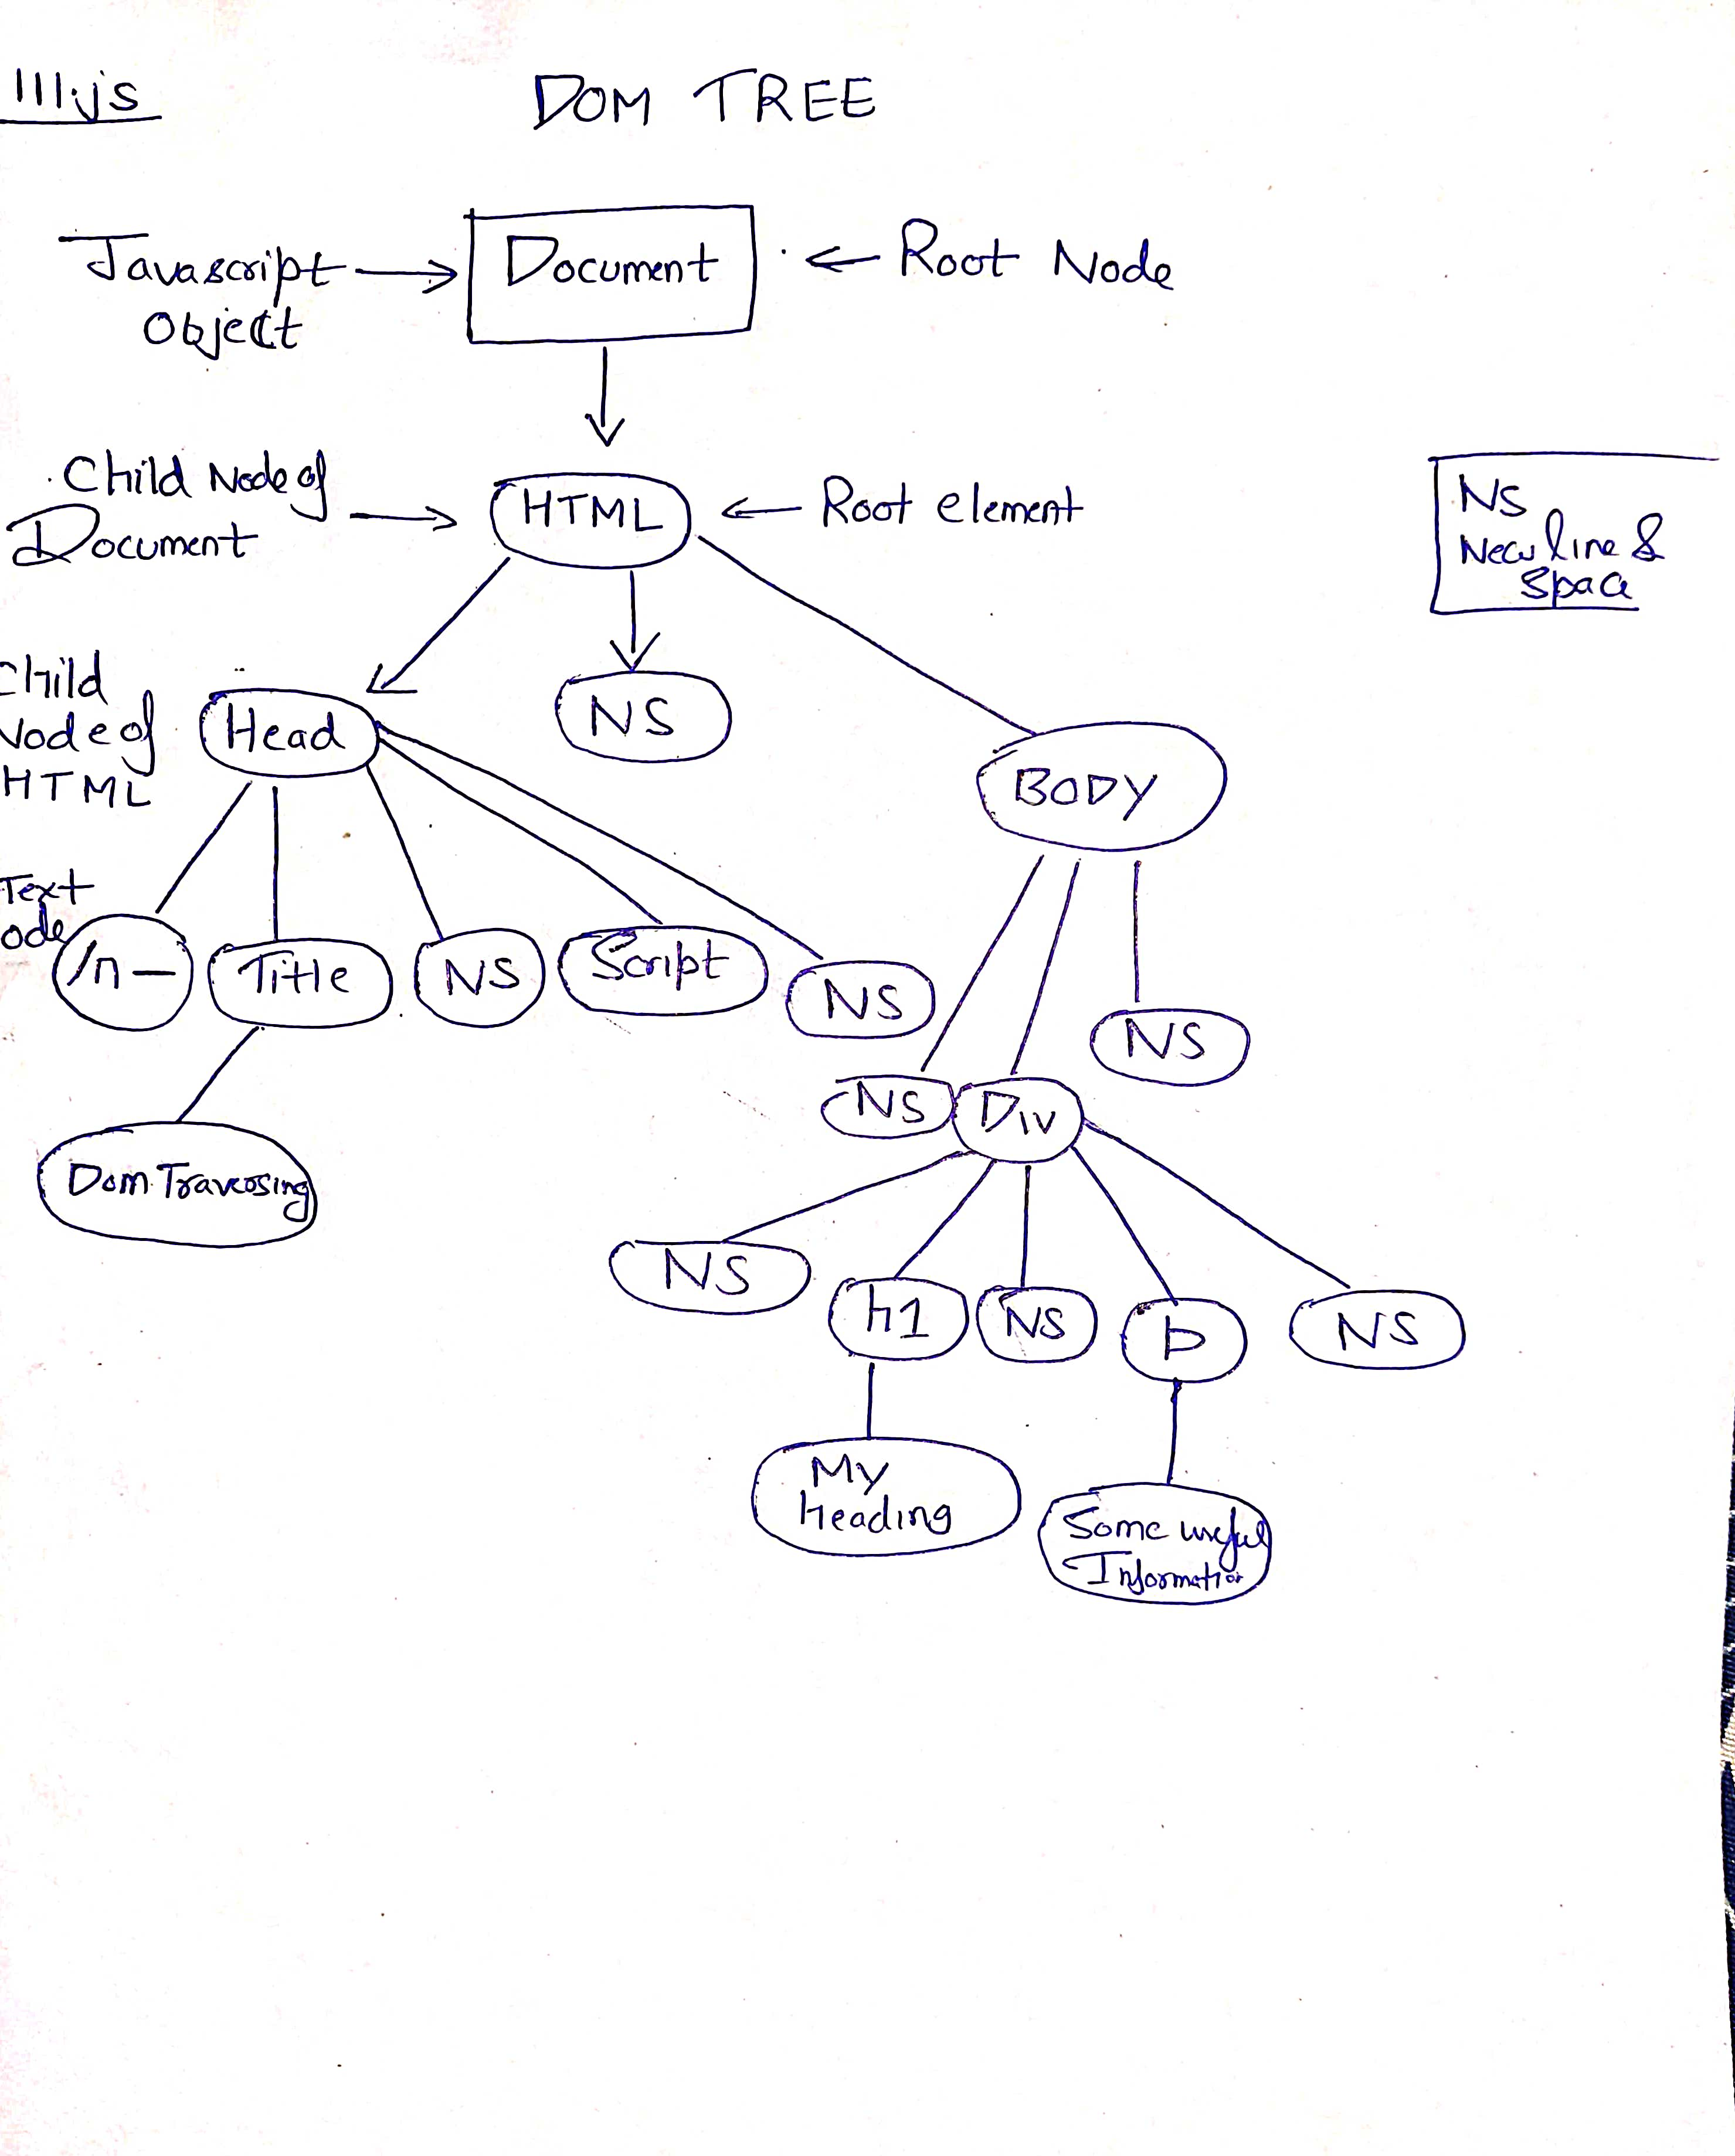 111.js
DOM TREE
Javascript
Object
Document
Root Node
Child Node of
Document
HTML
Root element
NS
New line &
Space
Child
Node of
HTML
Head
NS
BODY
Text
ode
/n —
Title
NS
Script
NS
NS
NS
Div
Dom Traversing
NS
h1
NS
p
NS
My
heading
Some useful
Information